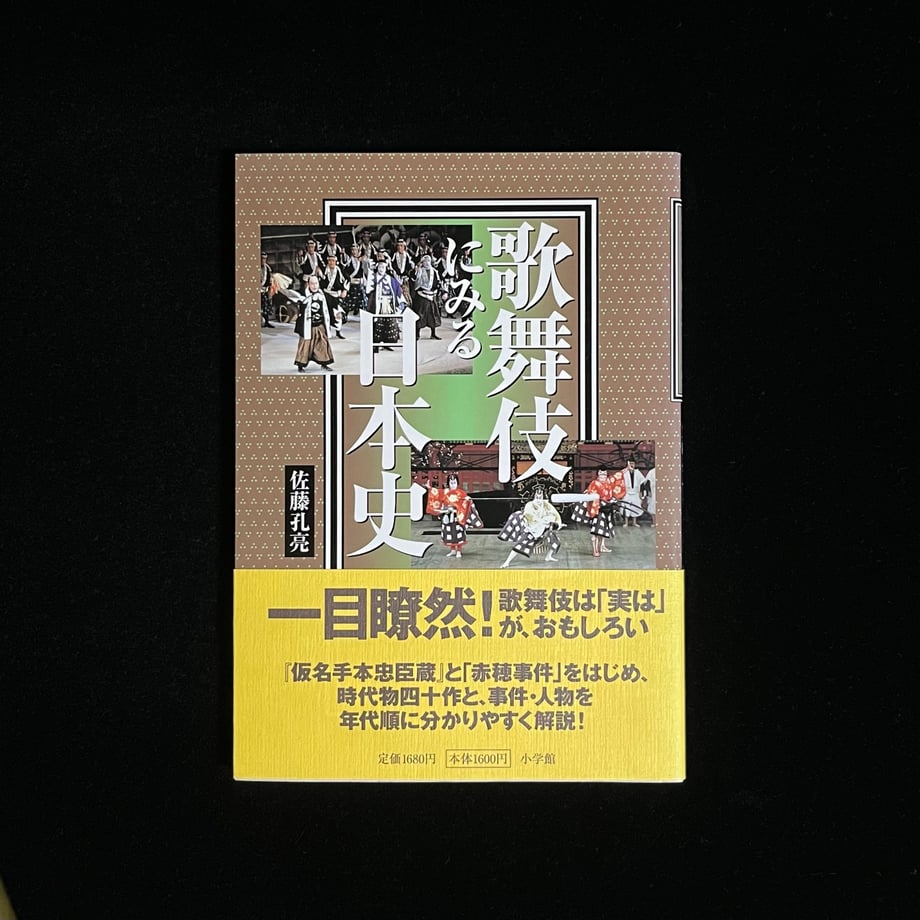 歌舞伎
にみる
日本史
佐藤孔亮
一目瞭然!
歌舞伎は「実は」
が、おもしろい
『仮名手本忠臣蔵』と「赤穂事件」をはじめ、
時代物四十作と、事件・人物を
年代順に分かりやすく解説!
定価1680円 本体1600円 小学館